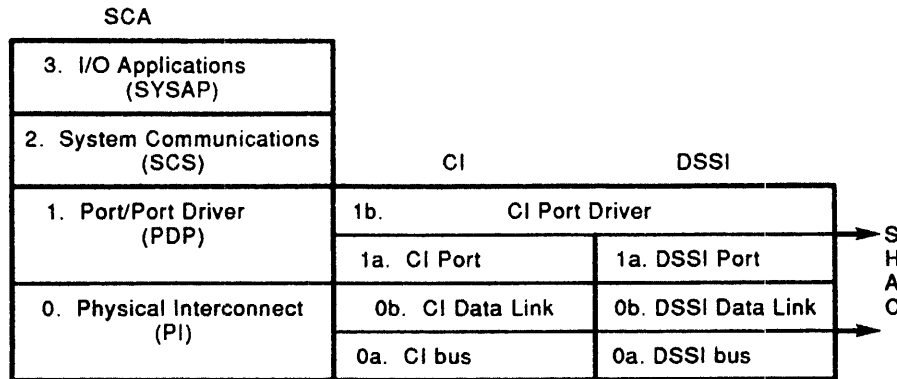 SCA
3. I/O Applications
(SYSAP)
2. System Communications
(SCS)
CI
DSSI
1. Port/Port Driver
(PDP)
1b. CI Port Driver
1a. CI Port
1a. DSSI Port
0. Physical Interconnect
(PI)
0b. CI Data Link
0b. DSSI Data Link
0a. CI bus
0a. DSSI bus
S
H
A
C